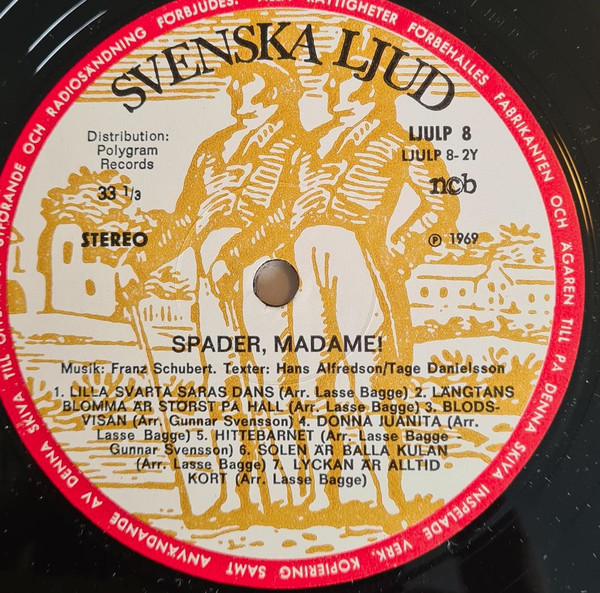 SVENSKA LJUD
Distribution:
Polygram
Records
33 1/3
STEREO
LJULP 8
LJULP 8-2Y
ncb
℗ 1969
SPADER, MADAME!
Musik: Franz Schubert. Texter: Hans Alfredson/Tage Danielsson
1. LILLA SVARTA SARAS DANS (Arr. Lasse Bagge) 2. LÄNGTANS
BLOMMA ÄR STÖRST PÅ HÅLL (Arr. Lasse Bagge) 3. BLODS-
VISAN (Arr. Gunnar Svensson) 4. DONNA JUANITA (Arr.
Lasse Bagge) 5. HITTEBARNET (Arr. Lasse Bagge
Gunnar Svensson) 6. SOLEN ÄR BALLA KULAN
(Arr. Lasse Bagge) 7. LYCKAN ÄR ALLTID
KORT (Arr. Lasse Bagge)
RÄTTIGHETER FÖRBEHÅLLES FABRIKANTEN OCH ÄGAREN TILL PÅ DENNA SKIVA INSPELADE VERK. KOPIERING SAMT ANVÄNDANDE AV DENNA SKIVA TILL UTFÖRANDE OCH RADIOSÄNDNING FÖRBJUDES.